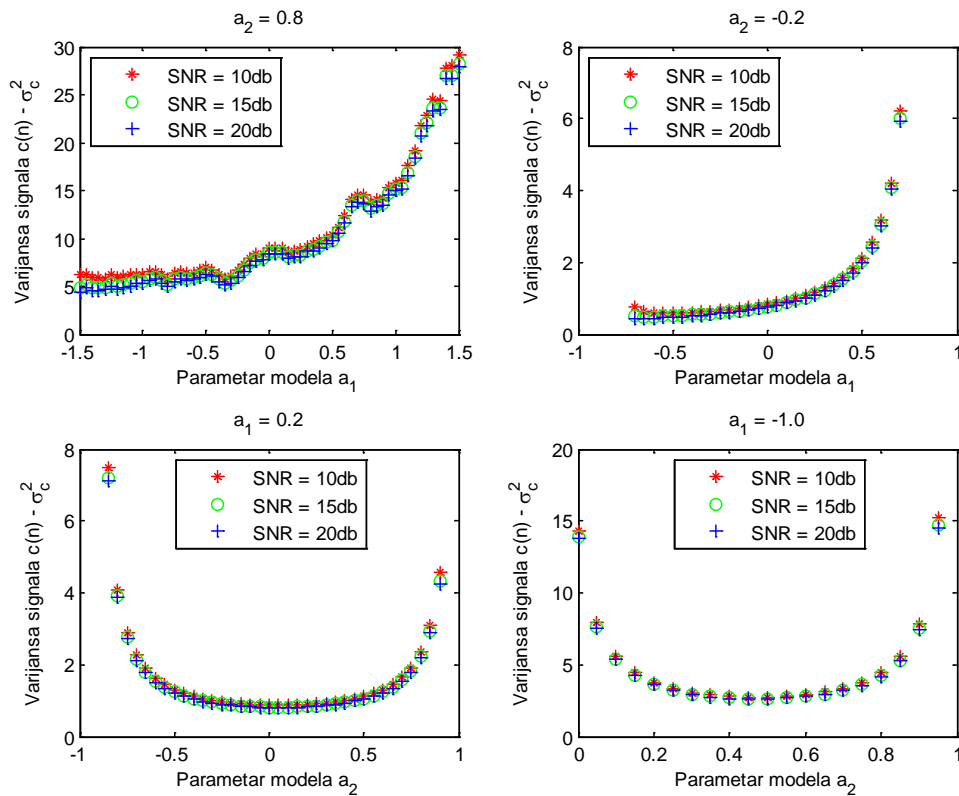 a2 = 0.8
30
25
20
15
10
5
0
Varijansa signala c(n) - σc2
SNR = 10db
SNR = 15db
SNR = 20db
-1.5
-1
-0.5
0
0.5
1
1.5
Parametar modela a1
a2 = -0.2
8
6
4
2
0
Varijansa signala c(n) - σc2
SNR = 10db
SNR = 15db
SNR = 20db
-1
-0.5
0
0.5
1
Parametar modela a1
a1 = 0.2
8
6
4
2
0
Varijansa signala c(n) - σc2
SNR = 10db
SNR = 15db
SNR = 20db
-1
-0.5
0
0.5
1
Parametar modela a2
a1 = -1.0
20
15
10
5
0
Varijansa signala c(n) - σc2
SNR = 10db
SNR = 15db
SNR = 20db
0
0.2
0.4
0.6
0.8
1
Parametar modela a2